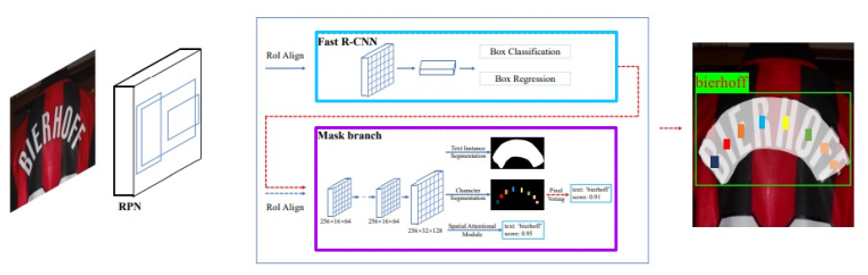 BIERHOFF
RPN
RoI Align
Fast R-CNN
Box Classification
Box Regression
RoI Align
Mask branch
256×16×64
...
256×16×64
256×32×128
Text Instance
Segmentation
Character
Segmentation
Pixel
Voting
text: 'bierhoff'
score: 0.91
Spatial Attentional
Module
text: 'bierhoff'
score: 0.95
bierhoff
BIERHOFF